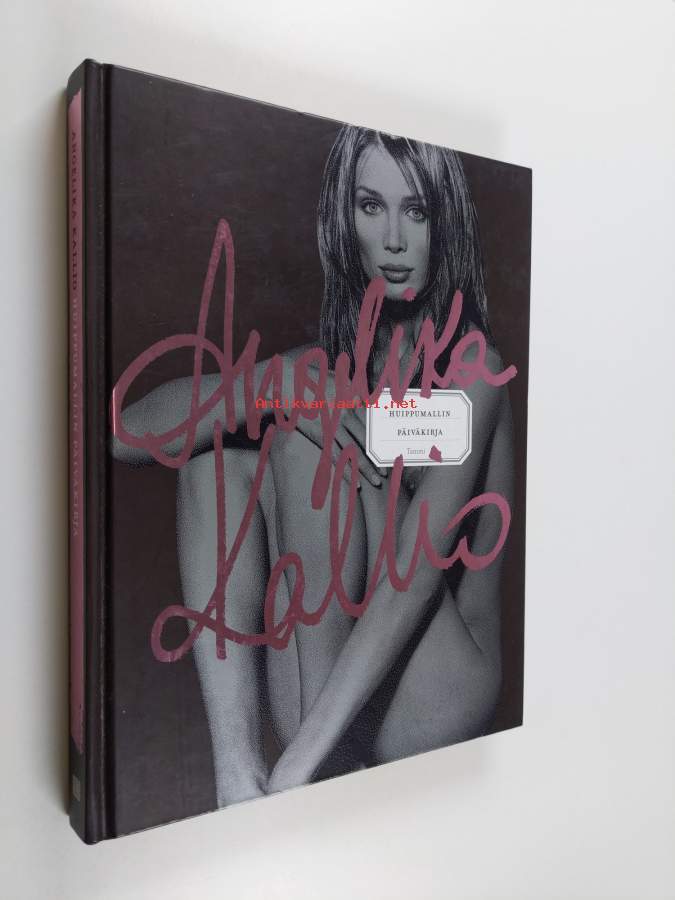 ANGELIKA KALLIO HUIPPUMALLIN PÄIVÄKIRJA
Angelika
Antikvariaatti.net
HUIPPUMALLIN
PÄIVÄKIRJA
Tammi
Kallio